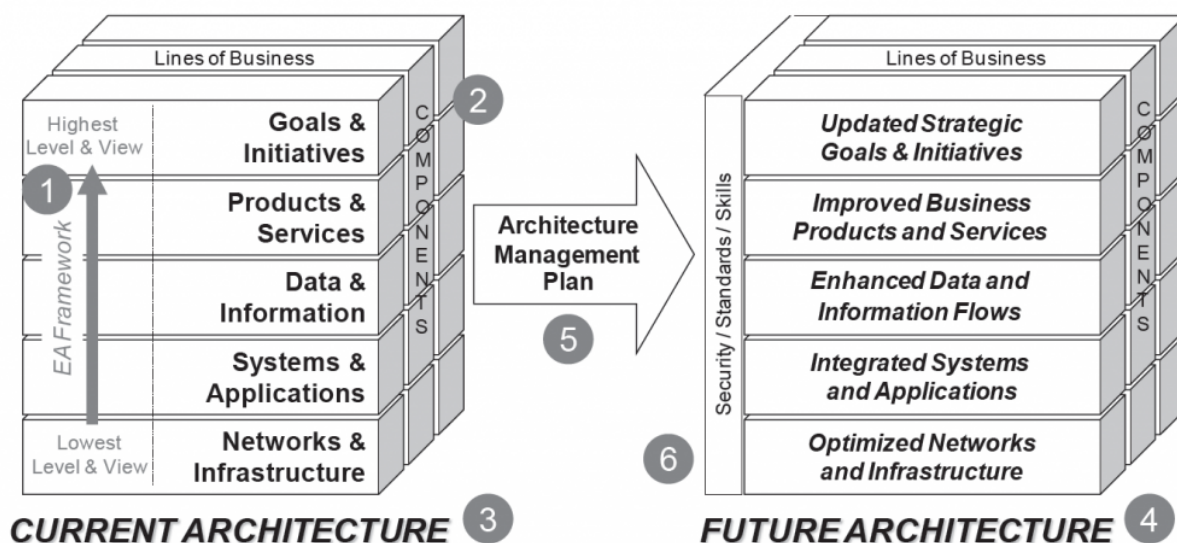 Lines of Business
Highest
Level & View
Goals &
Initiatives
1
EA Framework
Products &
Services
Data &
Information
Systems &
Applications
Lowest
Level & View
Networks &
Infrastructure
COMPONENTS
2
CURRENT ARCHITECTURE
3
Architecture
Management
Plan
5
Lines of Business
Security / Standards / Skills
6
Updated Strategic
Goals & Initiatives
Improved Business
Products and Services
Enhanced Data and
Information Flows
Integrated Systems
and Applications
Optimized Networks
and Infrastructure
COMPONENTS
FUTURE ARCHITECTURE
4